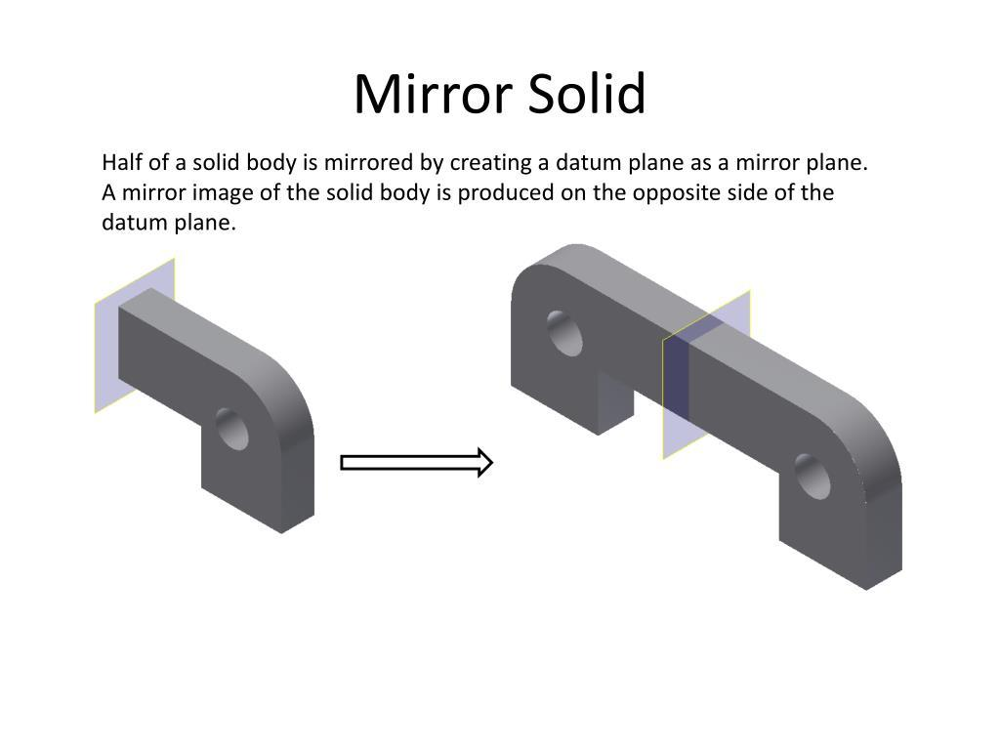 Mirror Solid
Half of a solid body is mirrored by creating a datum plane as a mirror plane.
A mirror image of the solid body is produced on the opposite side of the
datum plane.